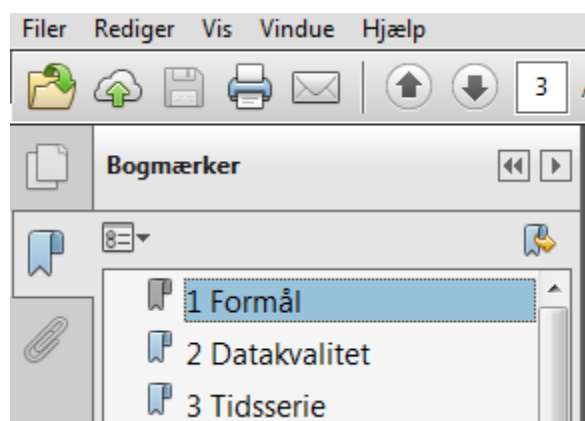 Filer Rediger Vis Vindue Hjælp
3
Bogmærker
1 Formål
2 Datakvalitet
3 Tidsserie